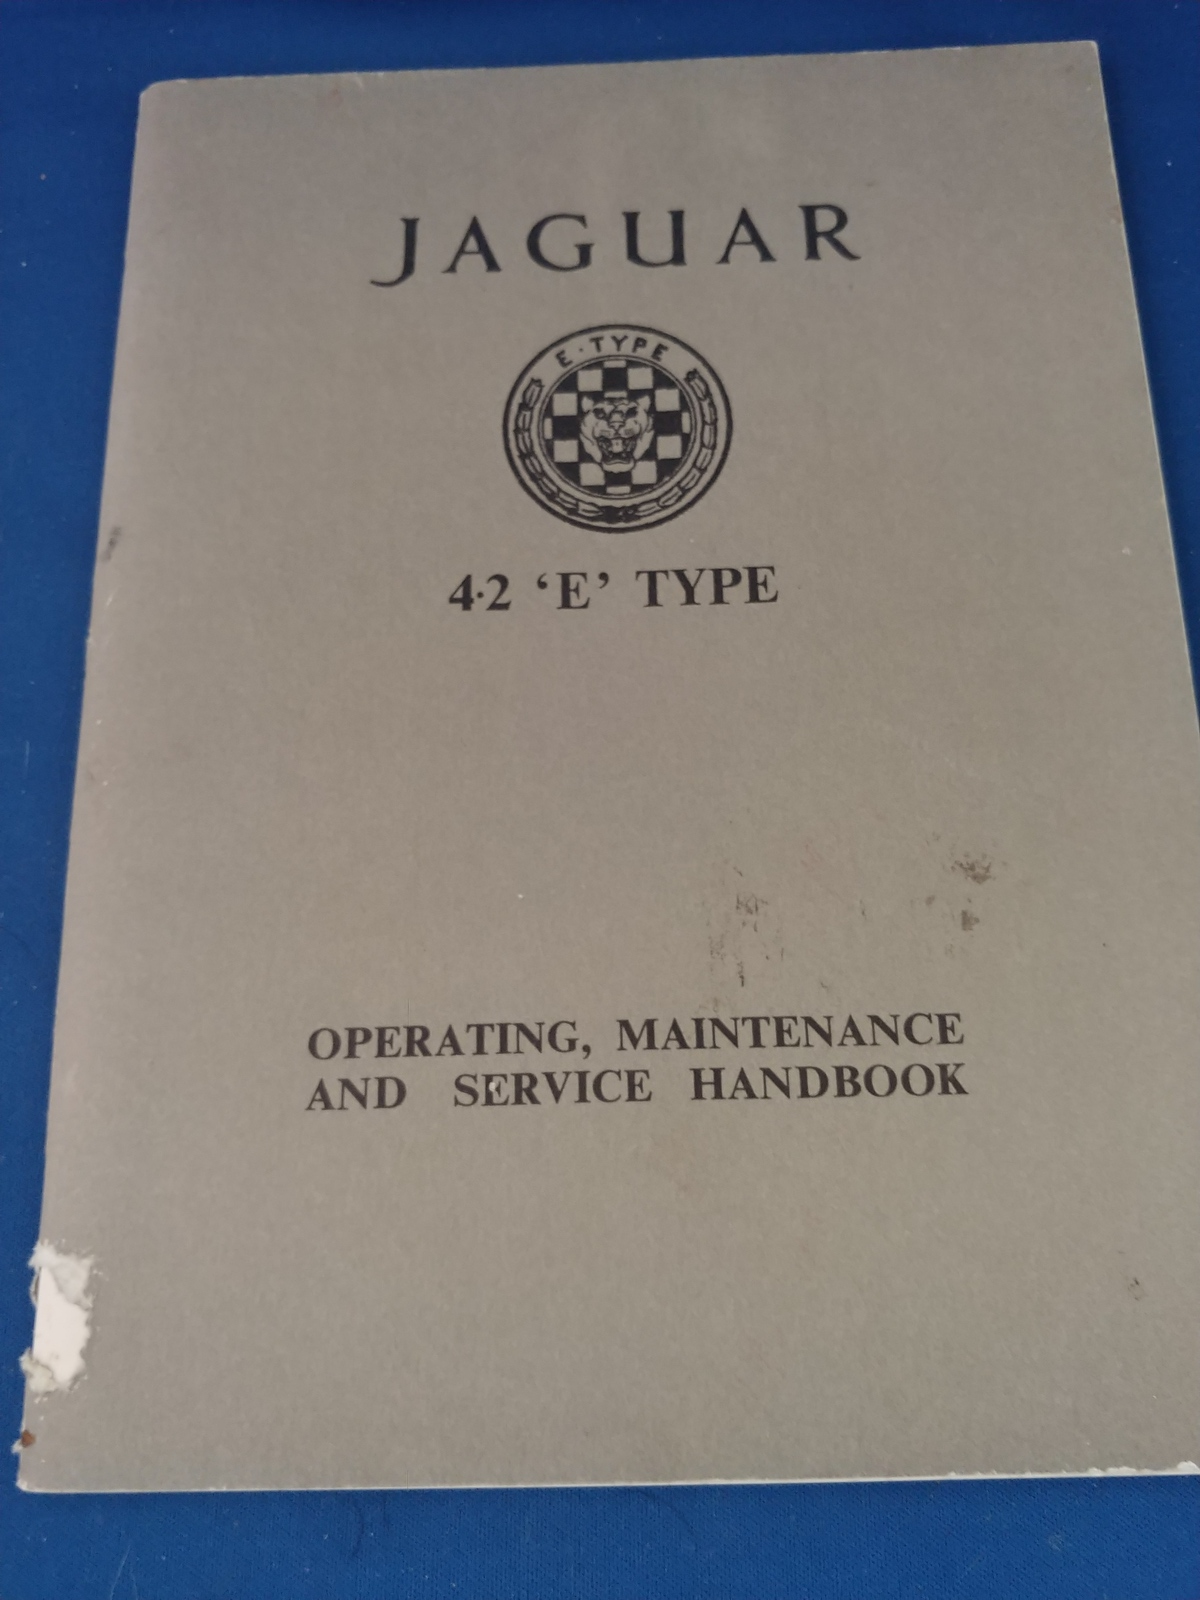 JAGUAR
E·TYPE
4·2 ‘E’ TYPE
OPERATING, MAINTENANCE
AND SERVICE HANDBOOK